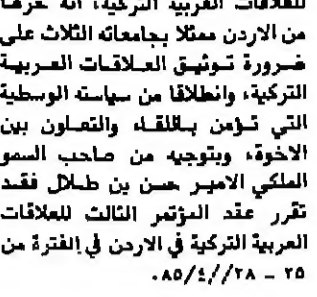 للعلاقات العربية التركية، انه حرصا
من الاردن ممثلا بجامعاته الثلاث على
ضرورة توثيق العلاقات العربية
التركية، وانطلاقا من سياسته الوسطية
التي تؤمن باللقاء والتعاون بين
الاخوة، وبتوجيه من صاحب السمو
الملكي الامير حسن بن طلال فقد
تقرر عقد المؤتمر الثالث للعلاقات
العربية التركية في الاردن في الفترة من
٢٥ - ٢٨/‏/٤/٨٥.